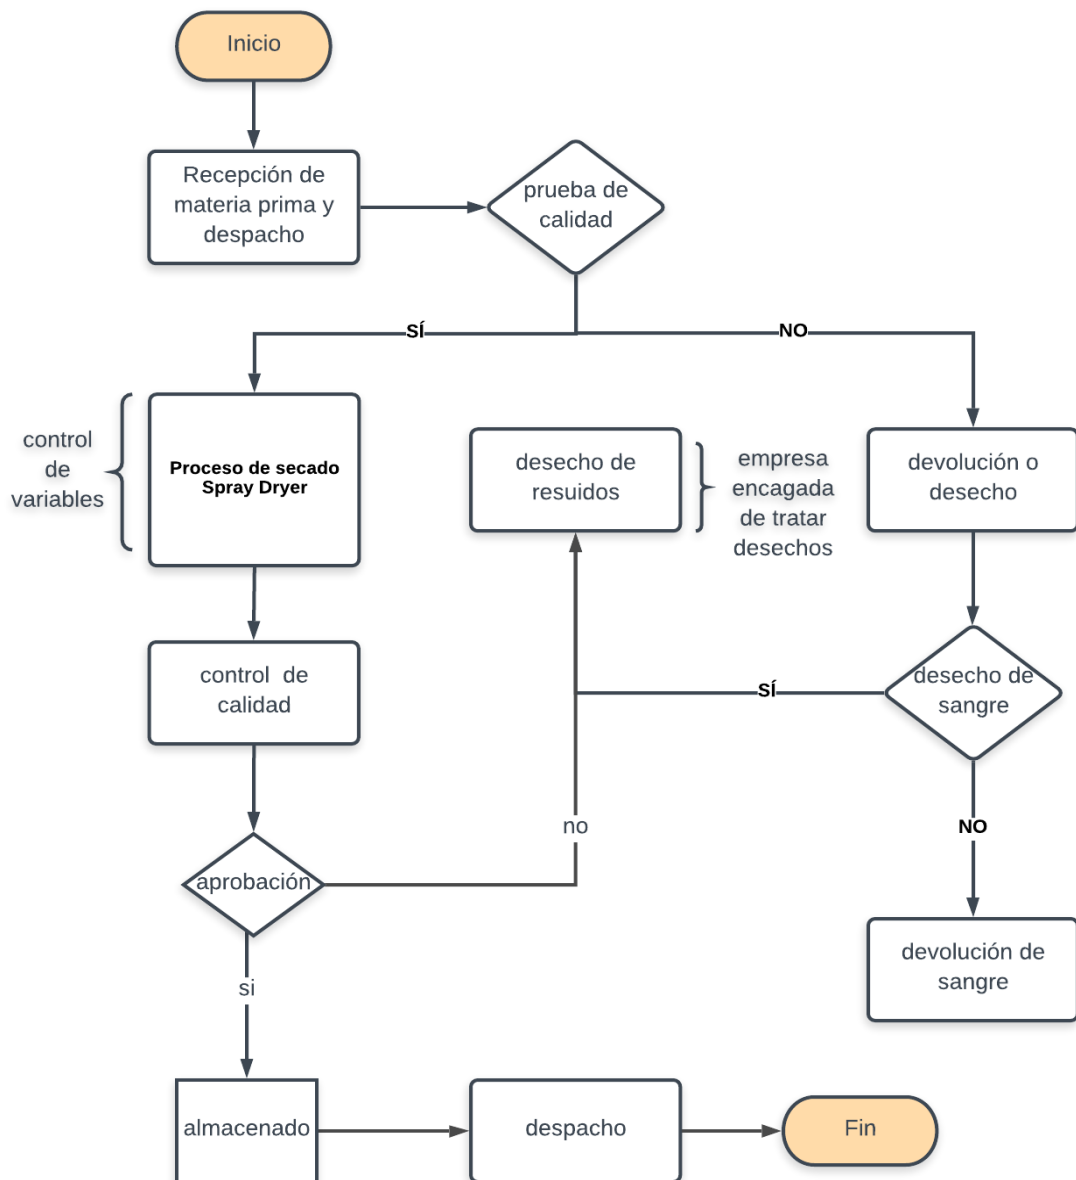 Inicio
Recepción de
materia prima y
despacho
prueba de
calidad
SÍ
NO
control
de
variables
Proceso de secado
Spray Dryer
desecho de
resuidos
empresa
encagada
de tratar
desechos
devolución o
desecho
control de
calidad
desecho de
sangre
SÍ
NO
no
aprobación
si
devolución de
sangre
almacenado
despacho
Fin